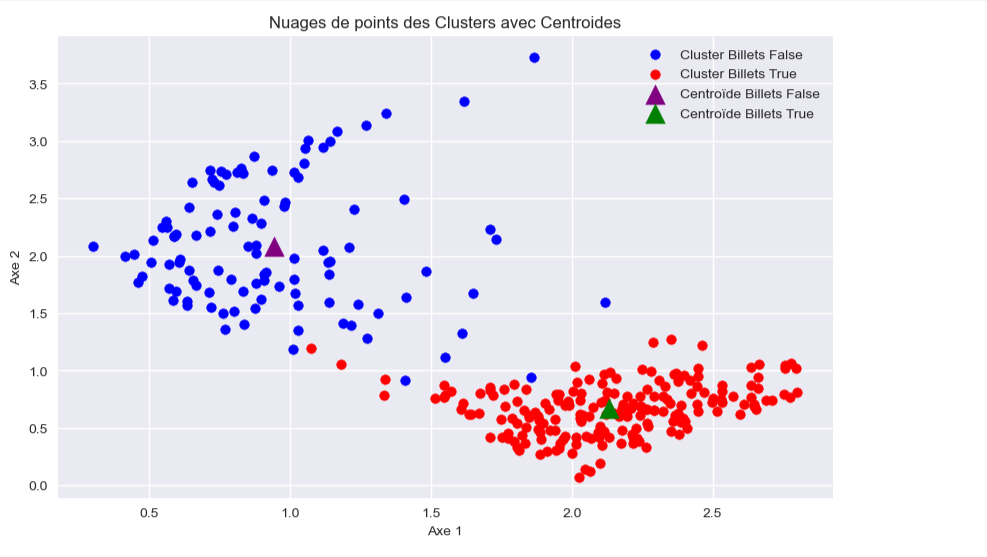 Nuages de points des Clusters avec Centroides
Cluster Billets False
Cluster Billets True
Centroïde Billets False
Centroïde Billets True
3.5
3.0
2.5
2.0
1.5
1.0
0.5
0.0
Axe 2
0.5 1.0 1.5 2.0 2.5
Axe 1